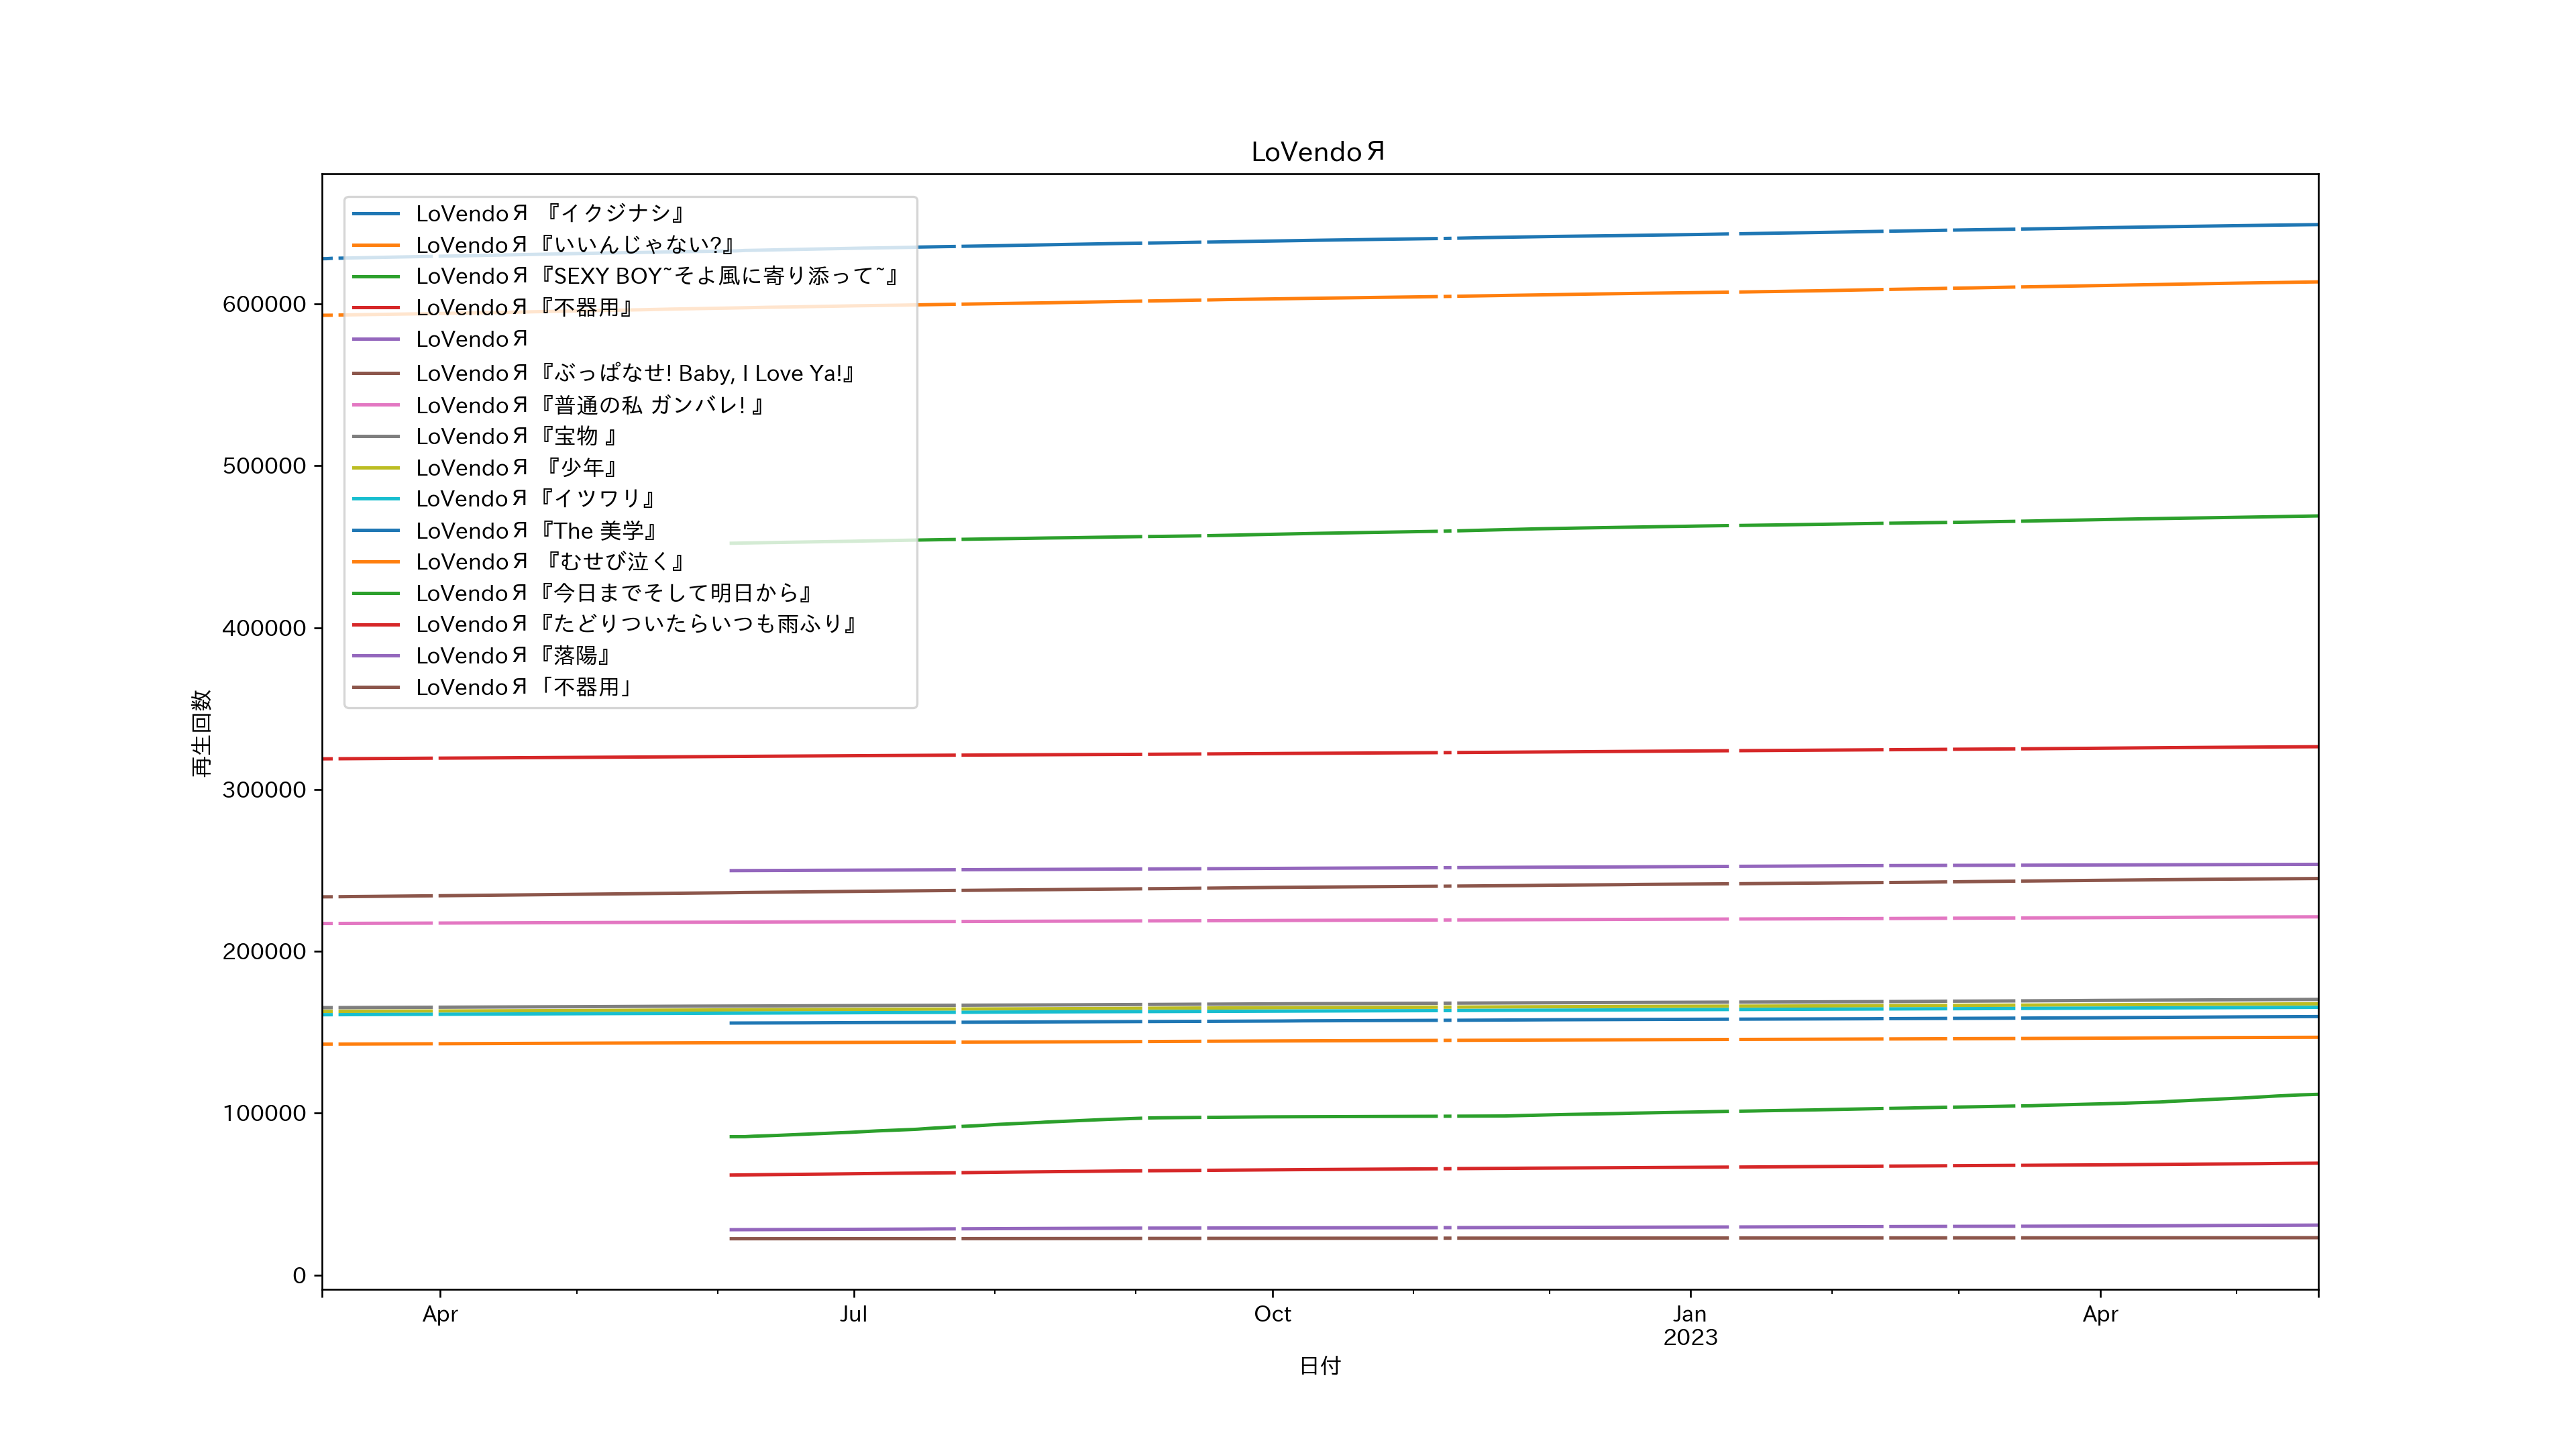 LoVendoЯ
LoVendoЯ 『イクジナシ』
LoVendoЯ『いいんじゃない?』
LoVendoЯ『SEXY BOY~そよ風に寄り添って~』
LoVendoЯ『不器用』
LoVendoЯ
LoVendoЯ『ぶっぱなせ! Baby, I Love Ya!』
LoVendoЯ『普通の私 ガンバレ! 』
LoVendoЯ『宝物 』
LoVendoЯ 『少年』
LoVendoЯ『イツワリ』
LoVendoЯ『The 美学』
LoVendoЯ 『むせび泣く』
LoVendoЯ『今日までそして明日から』
LoVendoЯ『たどりついたらいつも雨ふり』
LoVendoЯ『落陽』
LoVendoЯ「不器用」
再生回数
600000
500000
400000
300000
200000
100000
0
Apr
Jul
Oct
Jan
2023
Apr
日付